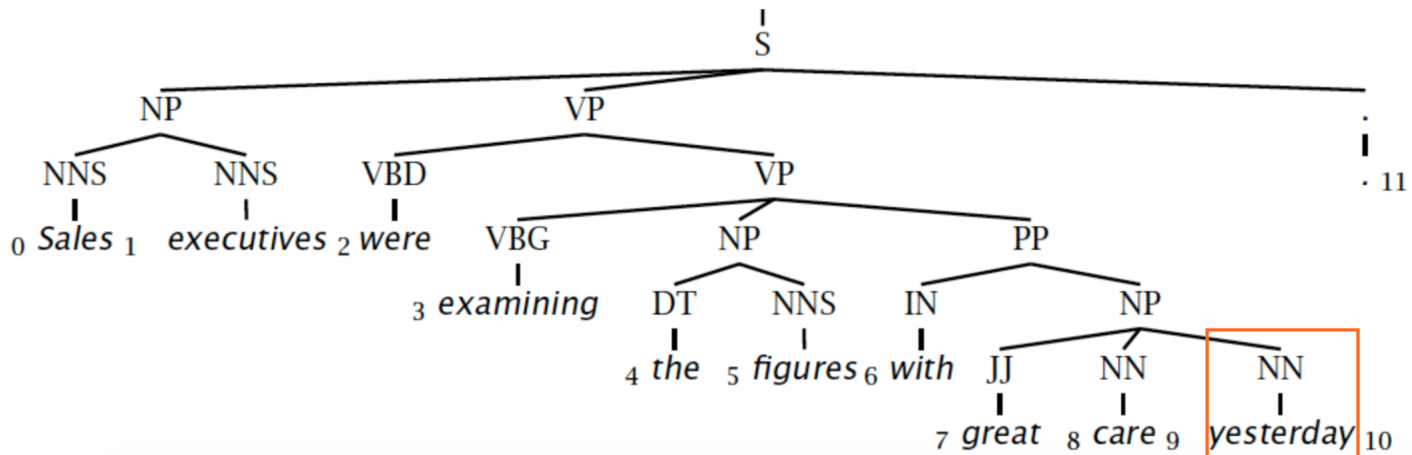 S
NP VP .
NNS NNS VBD VP . 11
0 Sales 1 executives 2 were VBG NP PP
3 examining DT NNS IN NP
4 the 5 figures 6 with JJ NN NN
7 great 8 care 9 yesterday 10